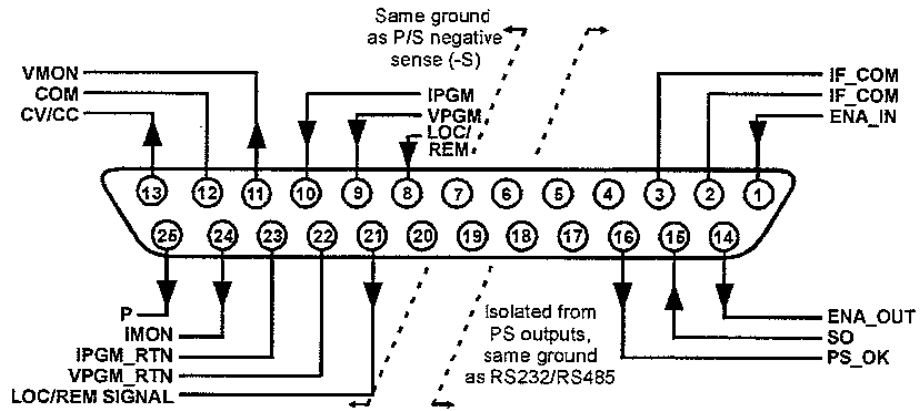 Same ground
as P/S negative
sense (-S)
VMON
COM
CV/CC
IPGM
VPGM
LOC/
REM
IF_COM
IF_COM
ENA_IN
13 12 11 10 9 8 7 6 5 4 3 2 1
25 24 23 22 21 20 19 18 17 16 15 14
P
IMON
IPGM_RTN
VPGM_RTN
LOC/REM SIGNAL
Isolated from
PS outputs,
same ground
as RS232/RS485
ENA_OUT
SO
PS_OK